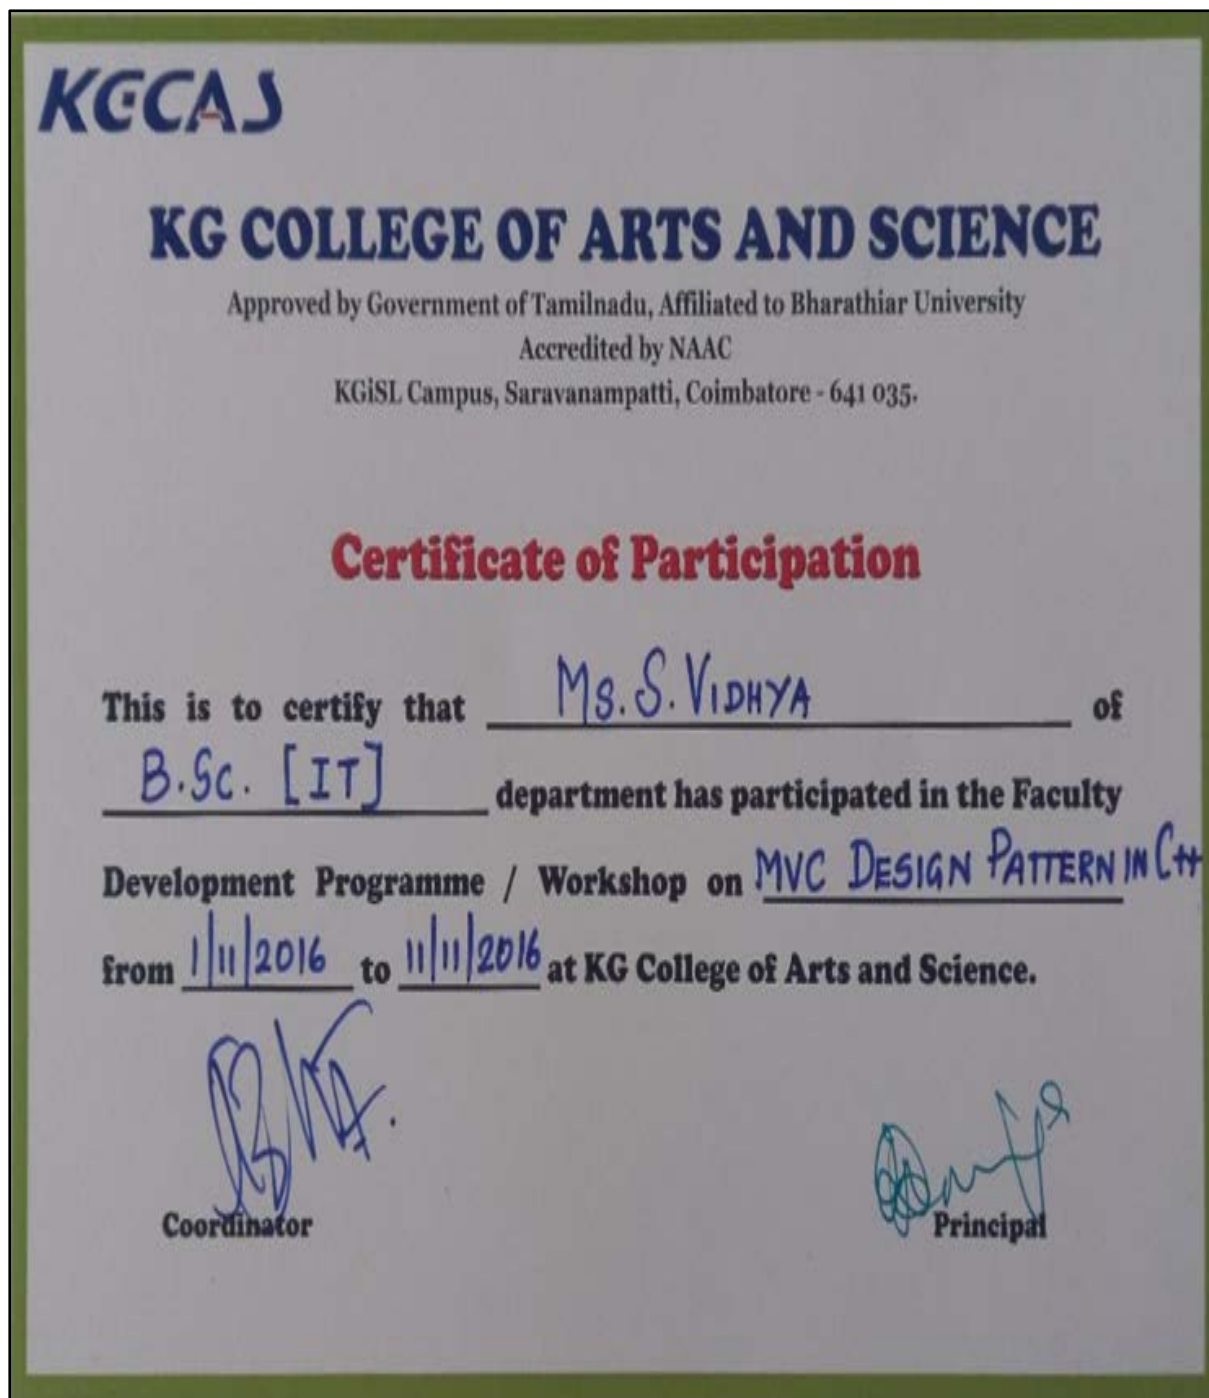 KGCAS
KG COLLEGE OF ARTS AND SCIENCE
Approved by Government of Tamilnadu, Affiliated to Bharathiar University
Accredited by NAAC
KGiSL Campus, Saravanampatti, Coimbatore - 641 035.
Certificate of Participation
This is to certify that Ms. S. VIDHYA of
B.Sc. [IT] department has participated in the Faculty
Development Programme / Workshop on MVC DESIGN PATTERN IN C++
from 1/11/2016 to 11/11/2016 at KG College of Arts and Science.
Coordinator Principal